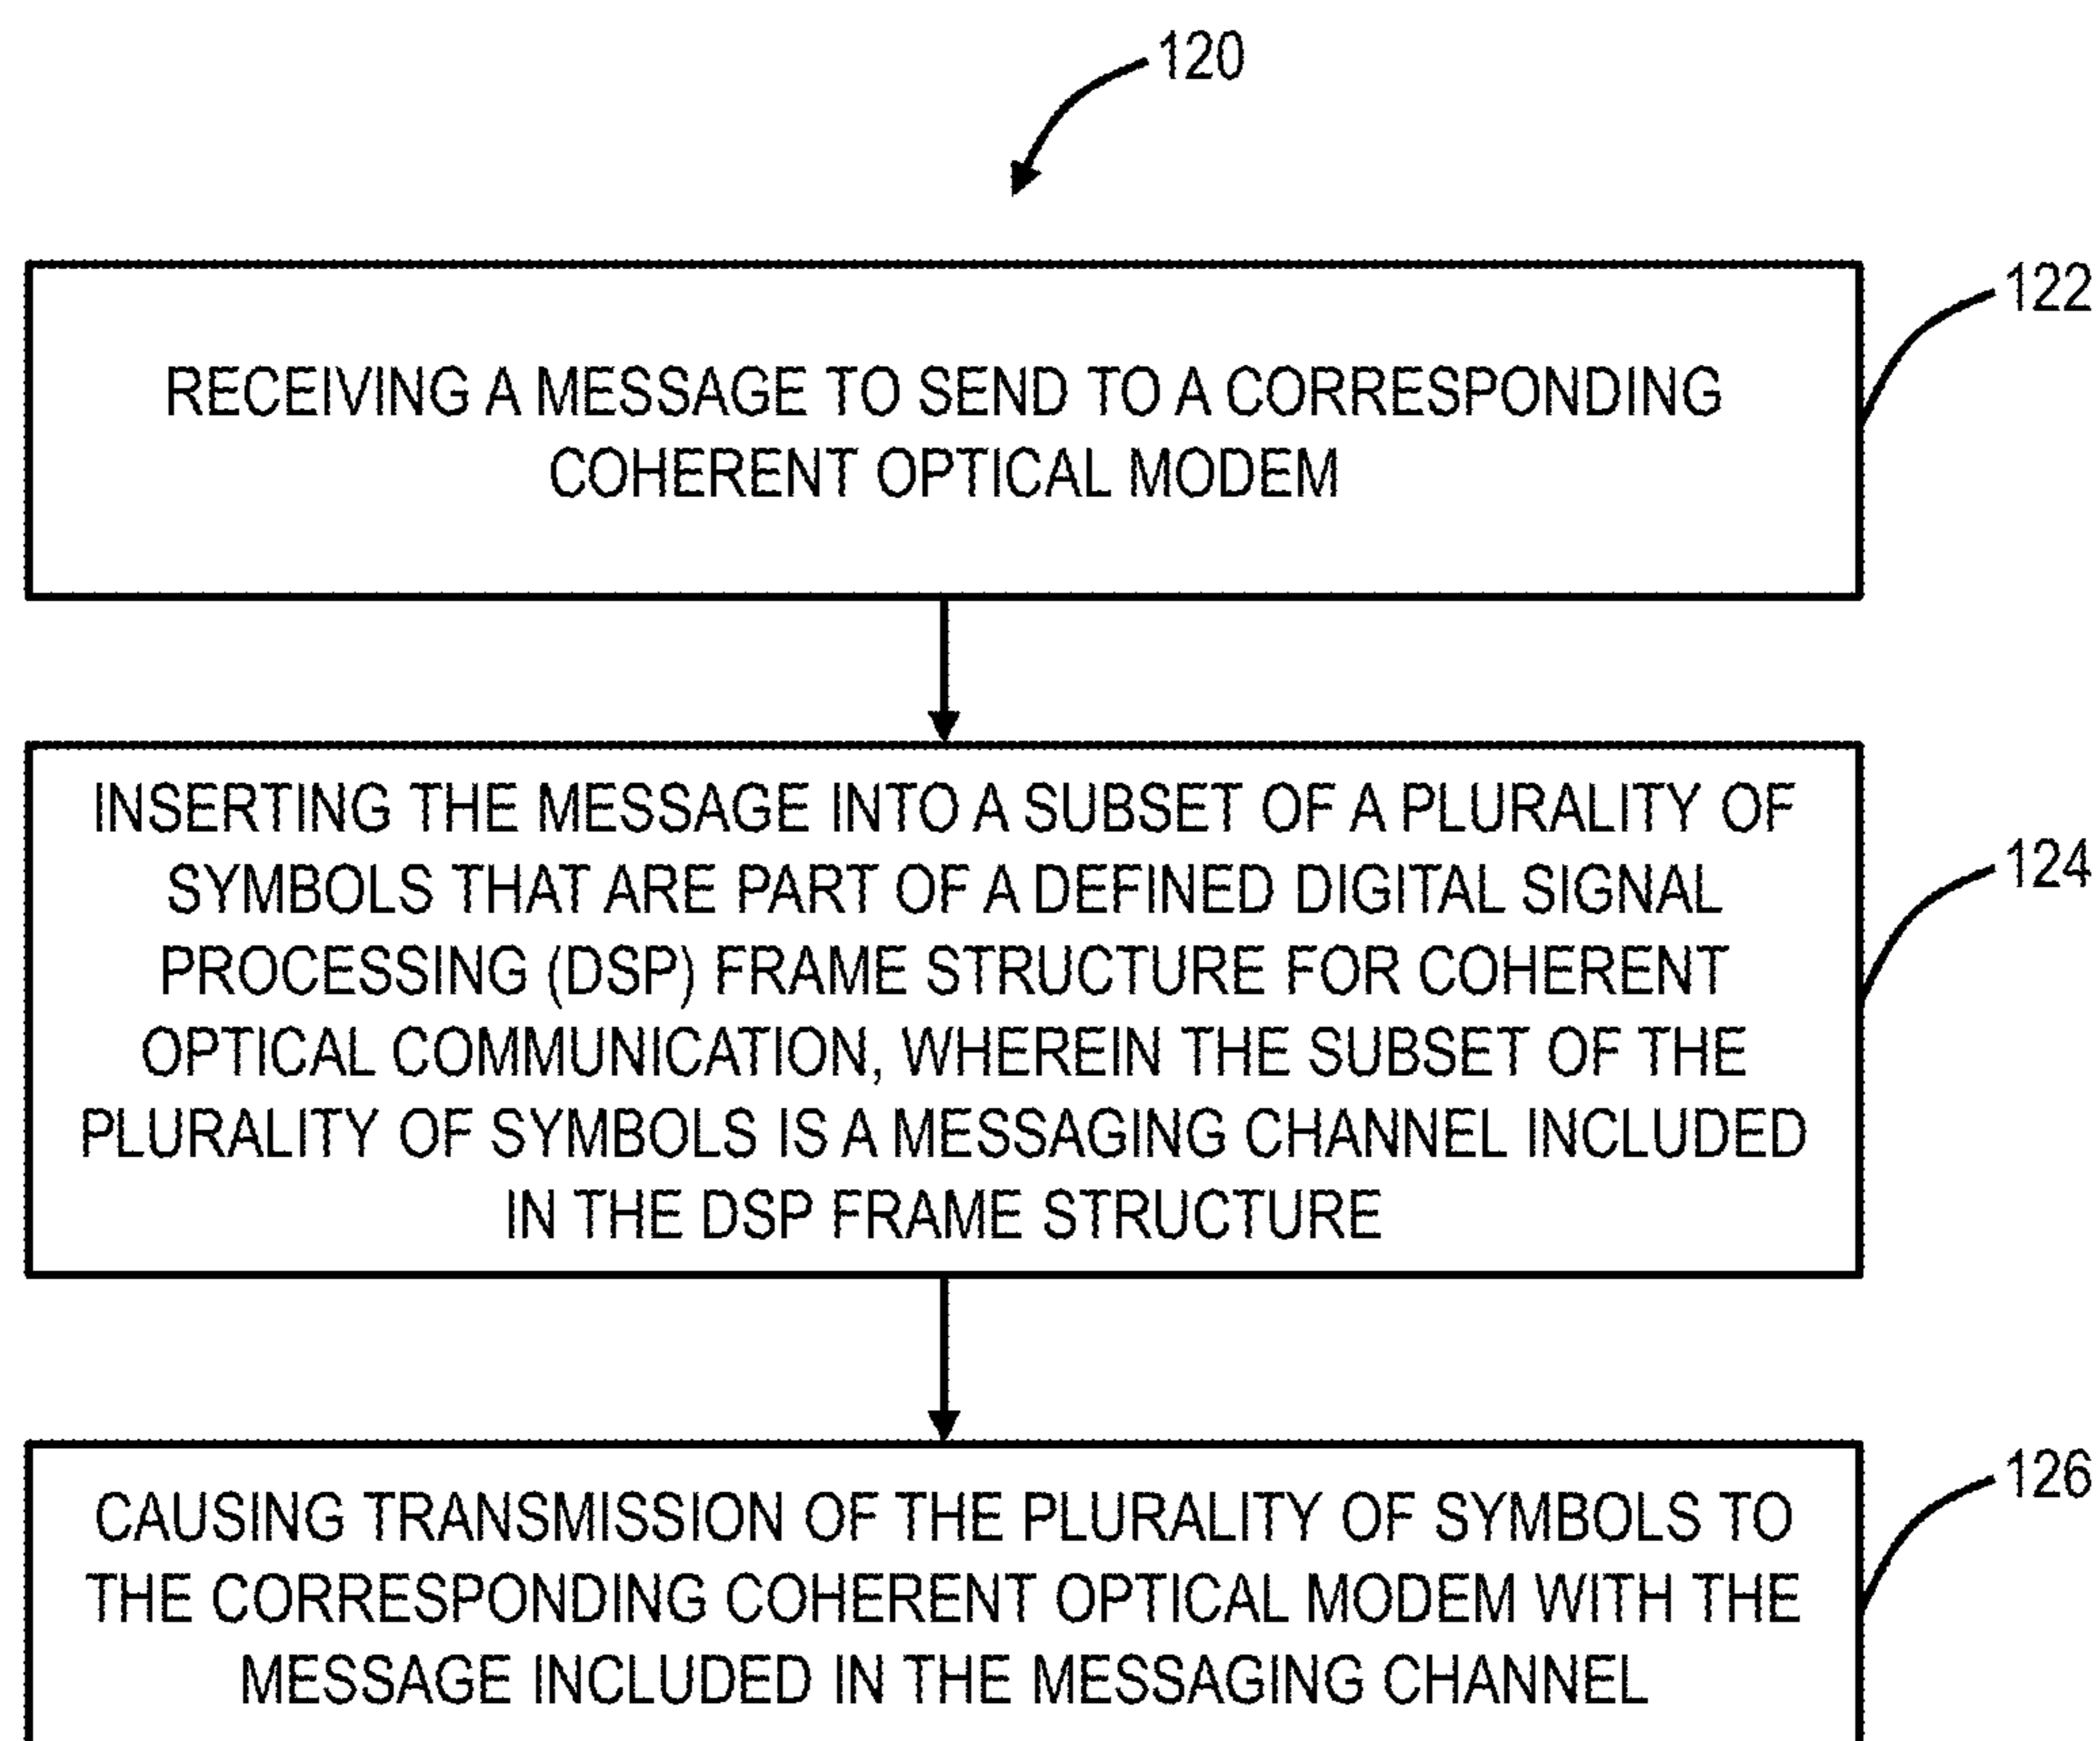 120
122
RECEIVING A MESSAGE TO SEND TO A CORRESPONDING
COHERENT OPTICAL MODEM
INSERTING THE MESSAGE INTO A SUBSET OF A PLURALITY OF
SYMBOLS THAT ARE PART OF A DEFINED DIGITAL SIGNAL
124
PROCESSING (DSP) FRAME STRUCTURE FOR COHERENT
OPTICAL COMMUNICATION, WHEREIN THE SUBSET OF THE
PLURALITY OF SYMBOLS IS A MESSAGING CHANNEL INCLUDED
IN THE DSP FRAME STRUCTURE
126
CAUSING TRANSMISSION OF THE PLURALITY OF SYMBOLS TO
THE CORRESPONDING COHERENT OPTICAL MODEM WITH THE
MESSAGE INCLUDED IN THE MESSAGING CHANNEL